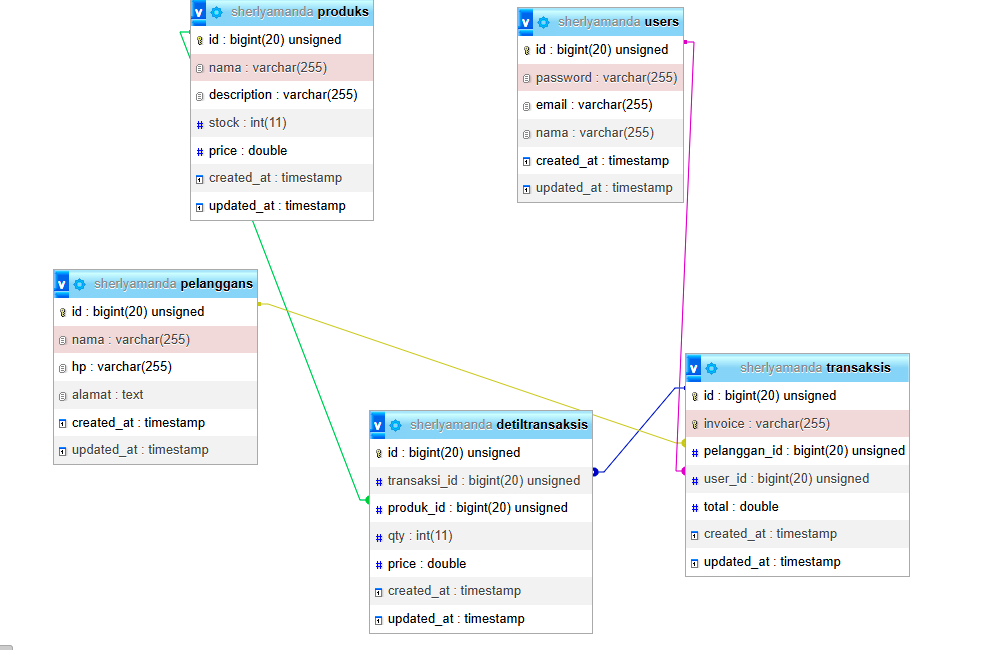 sherlyamanda produks
id : bigint(20) unsigned
nama : varchar(255)
description : varchar(255)
stock : int(11)
price : double
created_at : timestamp
updated_at : timestamp
sherlyamanda users
id : bigint(20) unsigned
password : varchar(255)
email : varchar(255)
nama : varchar(255)
created_at : timestamp
updated_at : timestamp
sherlyamanda pelanggans
id : bigint(20) unsigned
nama : varchar(255)
hp : varchar(255)
alamat : text
created_at : timestamp
updated_at : timestamp
sherlyamanda detiltransaksis
id : bigint(20) unsigned
transaksi_id : bigint(20) unsigned
produk_id : bigint(20) unsigned
qty : int(11)
price : double
created_at : timestamp
updated_at : timestamp
sherlyamanda transaksis
id : bigint(20) unsigned
invoice : varchar(255)
pelanggan_id : bigint(20) unsigned
user_id : bigint(20) unsigned
total : double
created_at : timestamp
updated_at : timestamp